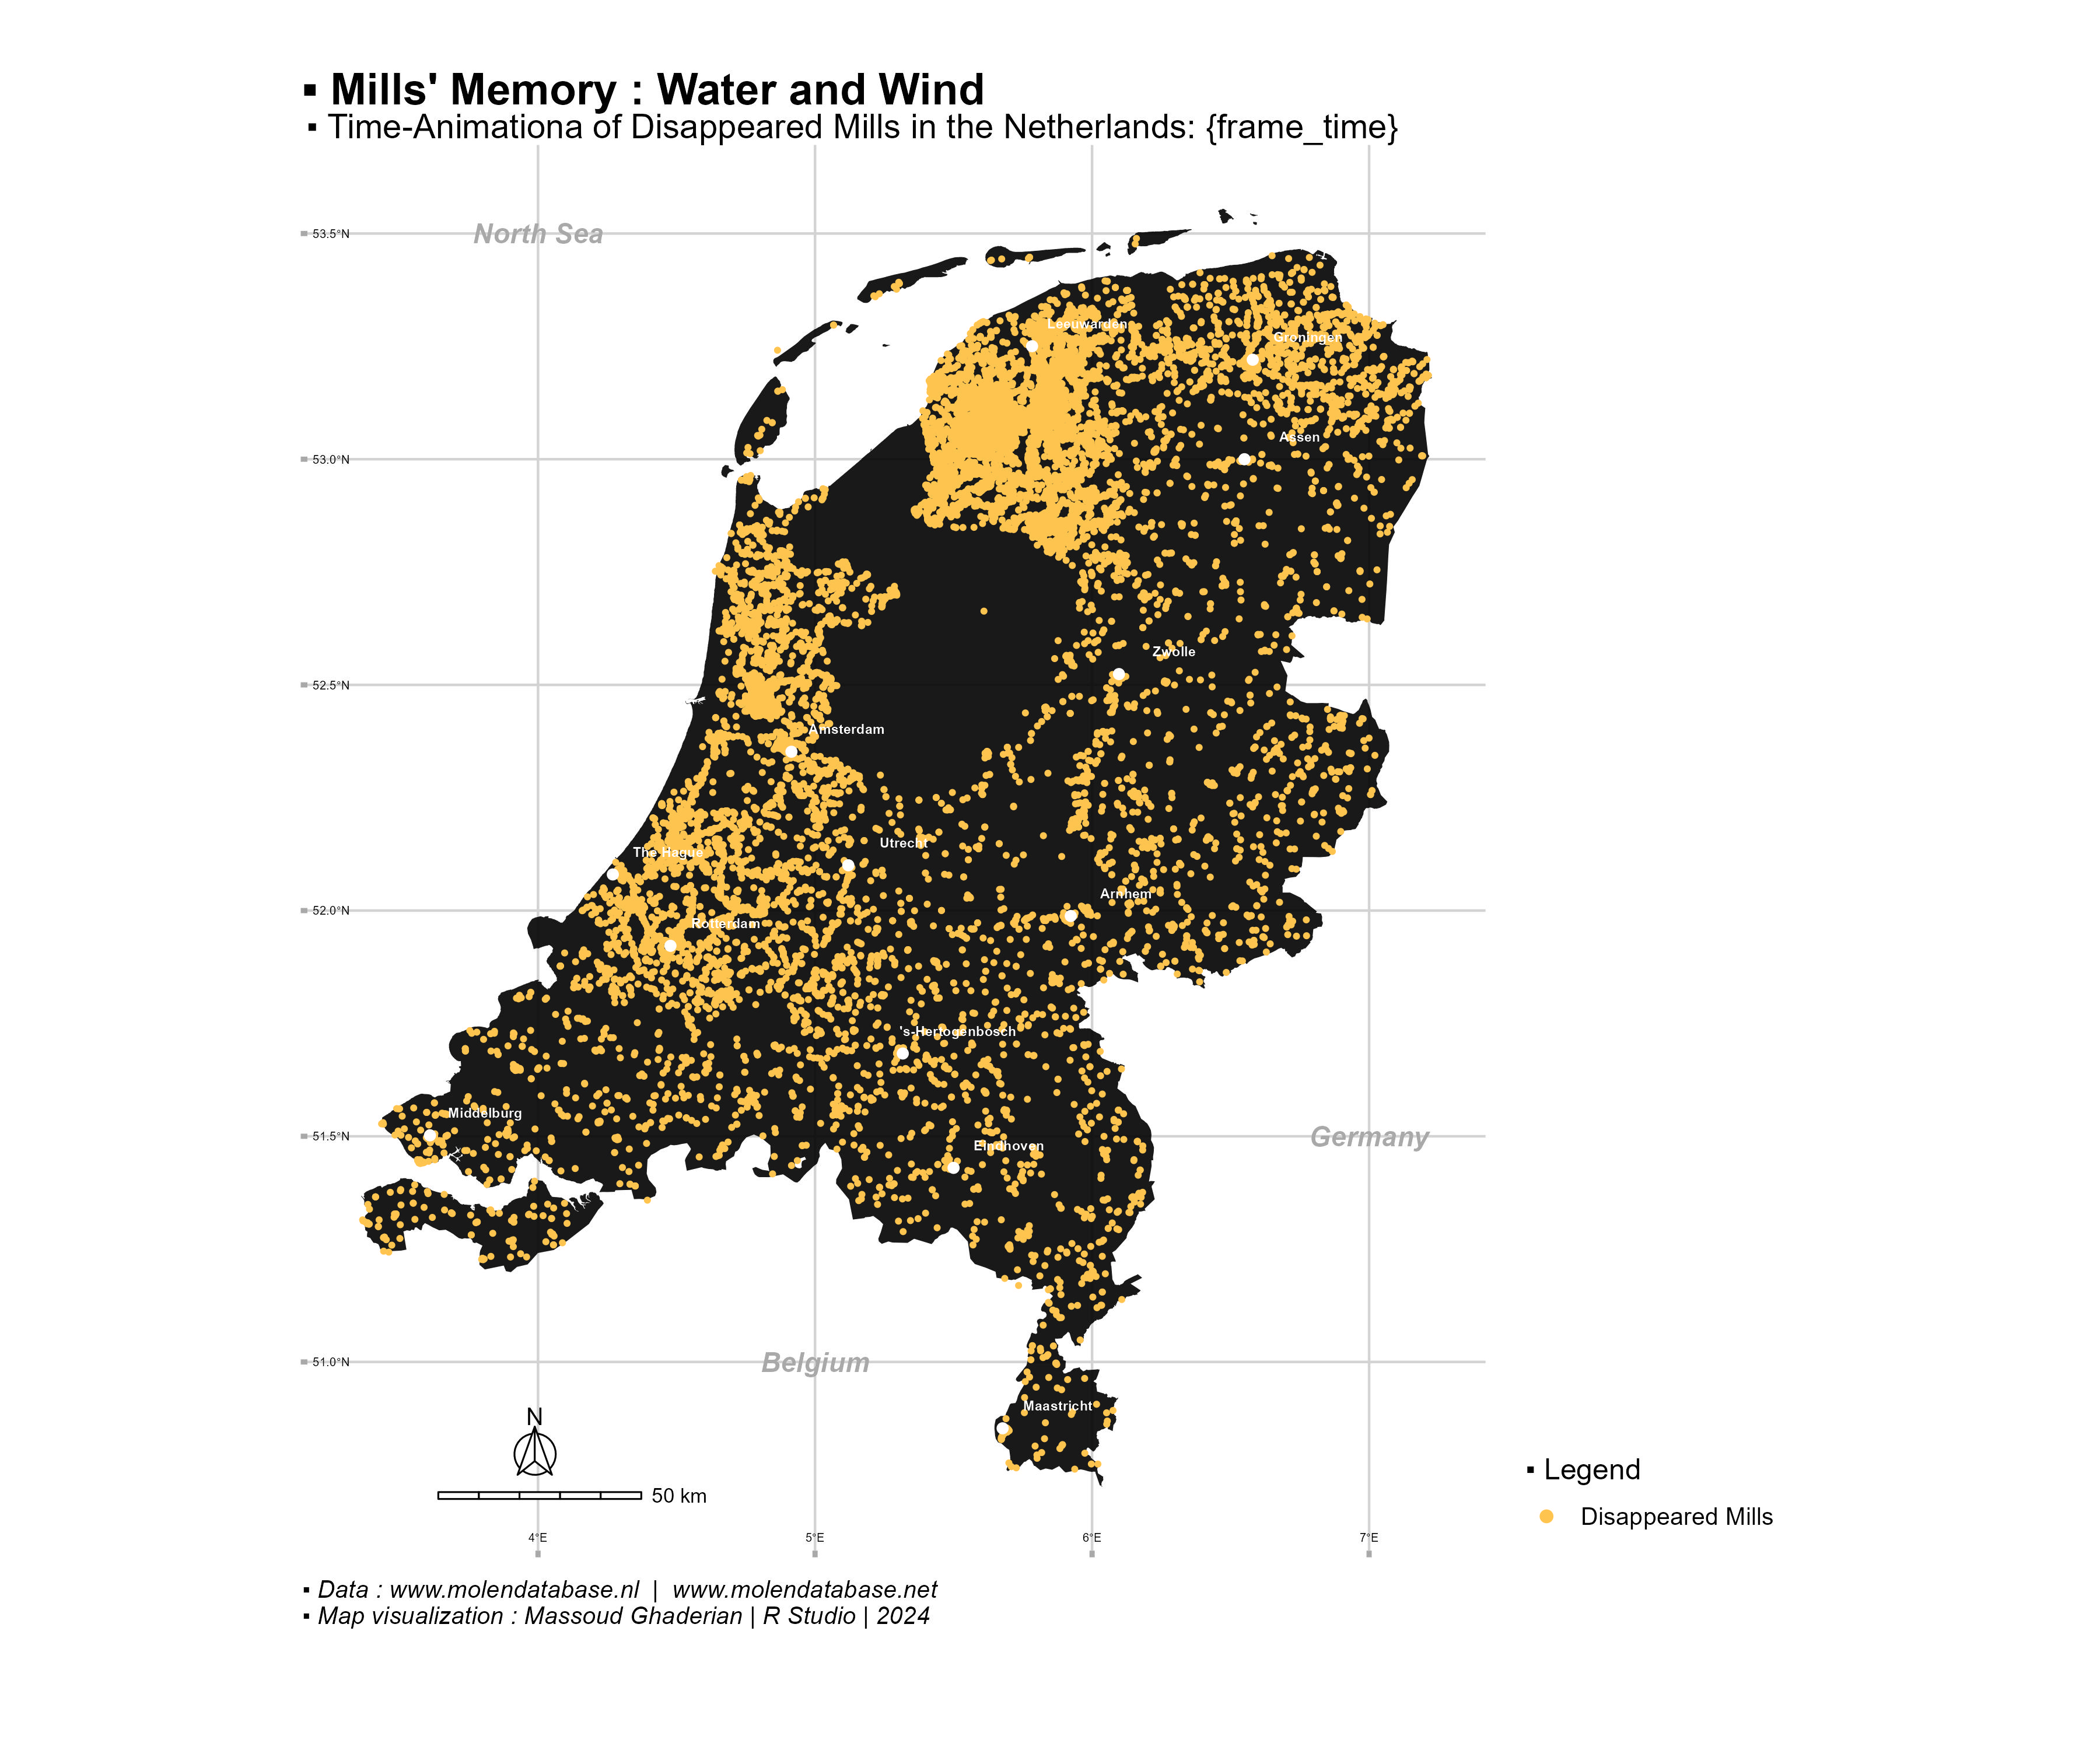 ▪ Mills' Memory : Water and Wind
▪ Time-Animationa of Disappeared Mills in the Netherlands: {frame_time}
53.5°N
North Sea
Leeuwarden
Groningen
Assen
53.0°N
Zwolle
52.5°N
Amsterdam
Utrecht
The Hague
Arnhem
52.0°N
Rotterdam
's-Hertogenbosch
Middelburg
51.5°N
Germany
Eindhoven
51.0°N
Belgium
Maastricht
N
50 km
▪ Legend
Disappeared Mills
4°E 5°E 6°E 7°E
▪ Data : www.molendatabase.nl | www.molendatabase.net
▪ Map visualization : Massoud Ghaderian | R Studio | 2024